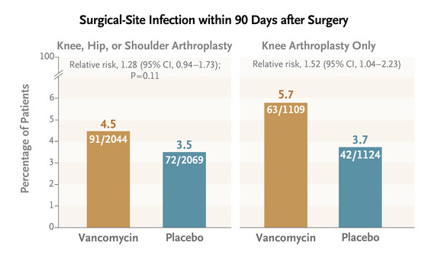 Surgical-Site Infection within 90 Days after Surgery
Knee, Hip, or Shoulder Arthroplasty
Knee Arthroplasty Only
Relative risk, 1.28 (95% CI, 0.94–1.73);
P=0.11
Relative risk, 1.52 (95% CI, 1.04–2.23)
Percentage of Patients
100
6
5
4
3
2
1
0
4.5
91/2044
3.5
72/2069
5.7
63/1109
3.7
42/1124
Vancomycin
Placebo
Vancomycin
Placebo